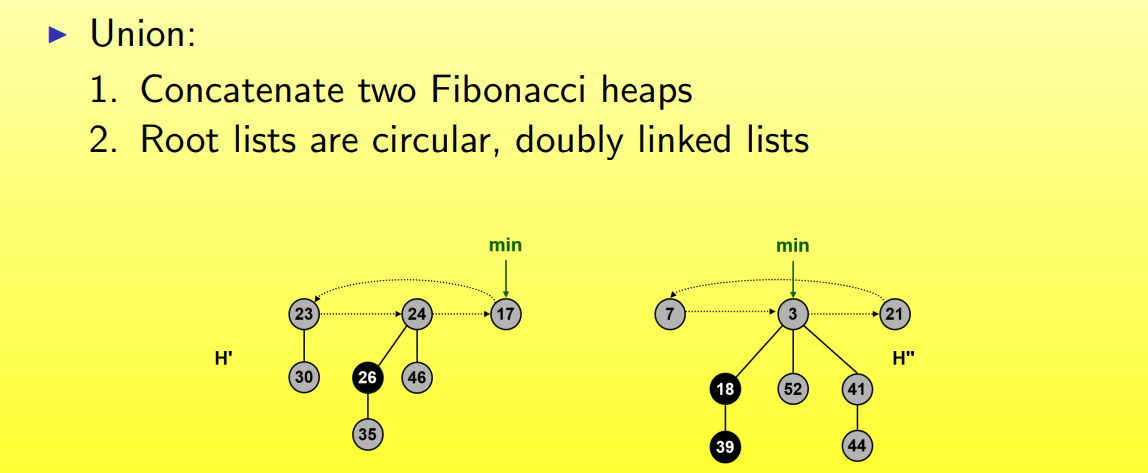 ▶ Union:
1. Concatenate two Fibonacci heaps
2. Root lists are circular, doubly linked lists
min min
23 24 17 7 3 21
H' H"
30 26 46 18 52 41
35 39 44